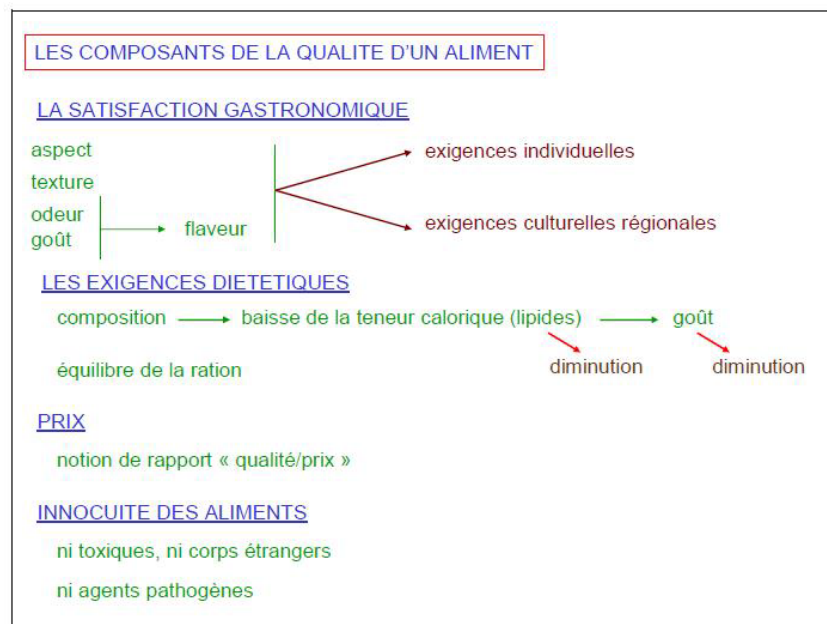 LES COMPOSANTS DE LA QUALITE D'UN ALIMENT
LA SATISFACTION GASTRONOMIQUE
aspect
exigences individuelles
texture
odeur
goût
flaveur
exigences culturelles régionales
LES EXIGENCES DIETETIQUES
composition baisse de la teneur calorique (lipides) goût
équilibre de la ration
diminution diminution
PRIX
notion de rapport « qualité/prix »
INNOCUITE DES ALIMENTS
ni toxiques, ni corps étrangers
ni agents pathogènes